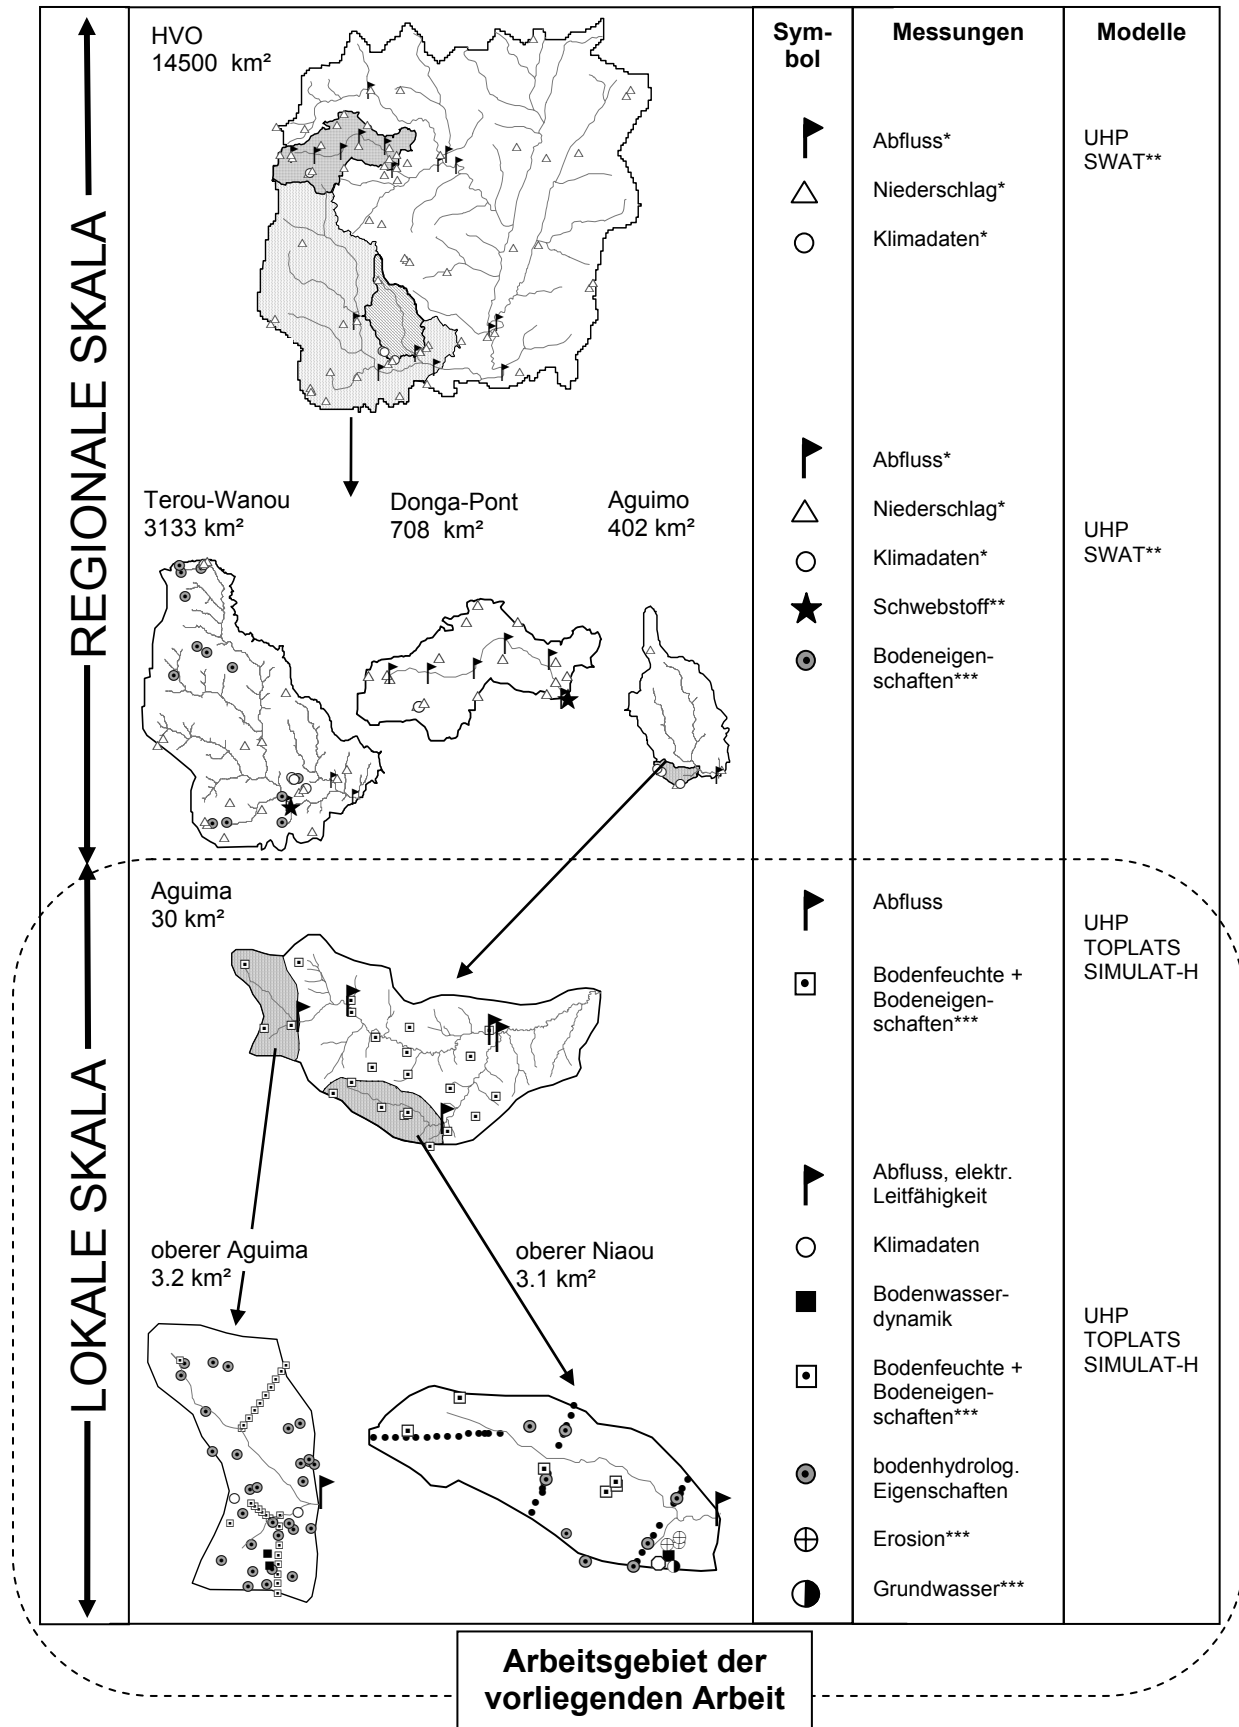 REGIONALE SKALA
LOKALE SKALA
HVO
14500 km²
Terou-Wanou
3133 km²
Donga-Pont
708 km²
Aguimo
402 km²
Aguima
30 km²
oberer Aguima
3.2 km²
oberer Niaou
3.1 km²
Sym-
bol
Messungen
Modelle
Abfluss*
Niederschlag*
Klimadaten*
UHP
SWAT**
Abfluss*
Niederschlag*
Klimadaten*
Schwebstoff**
Bodeneigen-
schaften***
UHP
SWAT**
Abfluss
Bodenfeuchte +
Bodeneigen-
schaften***
UHP
TOPLATS
SIMULAT-H
Abfluss, elektr.
Leitfähigkeit
Klimadaten
Bodenwasser-
dynamik
Bodenfeuchte +
Bodeneigen-
schaften***
bodenhydrolog.
Eigenschaften
Erosion***
Grundwasser***
UHP
TOPLATS
SIMULAT-H
Arbeitsgebiet der
vorliegenden Arbeit